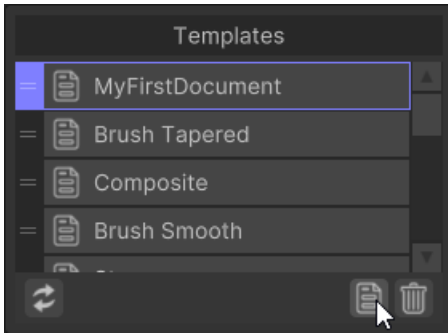 Templates
MyFirstDocument
Brush Tapered
Composite
Brush Smooth